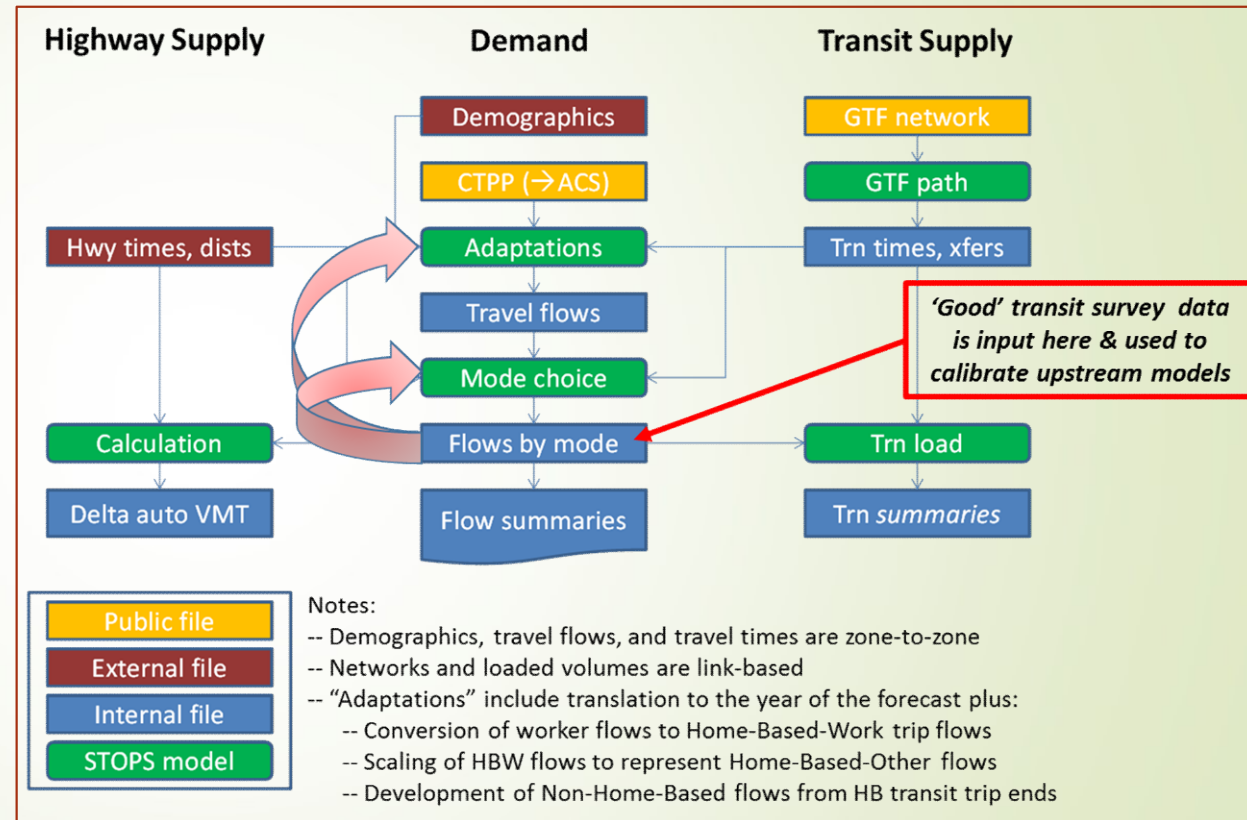 Highway Supply
Demand
Transit Supply
Demographics
GTF network
CTPP (→ACS)
GTF path
Hwy times, dists
Adaptations
Trn times, xfers
Travel flows
‘Good’ transit survey data
is input here & used to
calibrate upstream models
Mode choice
Calculation
Flows by mode
Trn load
Delta auto VMT
Flow summaries
Trn summaries
Public file
External file
Internal file
STOPS model
Notes:
-- Demographics, travel flows, and travel times are zone-to-zone
-- Networks and loaded volumes are link-based
-- “Adaptations” include translation to the year of the forecast plus:
-- Conversion of worker flows to Home-Based-Work trip flows
-- Scaling of HBW flows to represent Home-Based-Other flows
-- Development of Non-Home-Based flows from HB transit trip ends